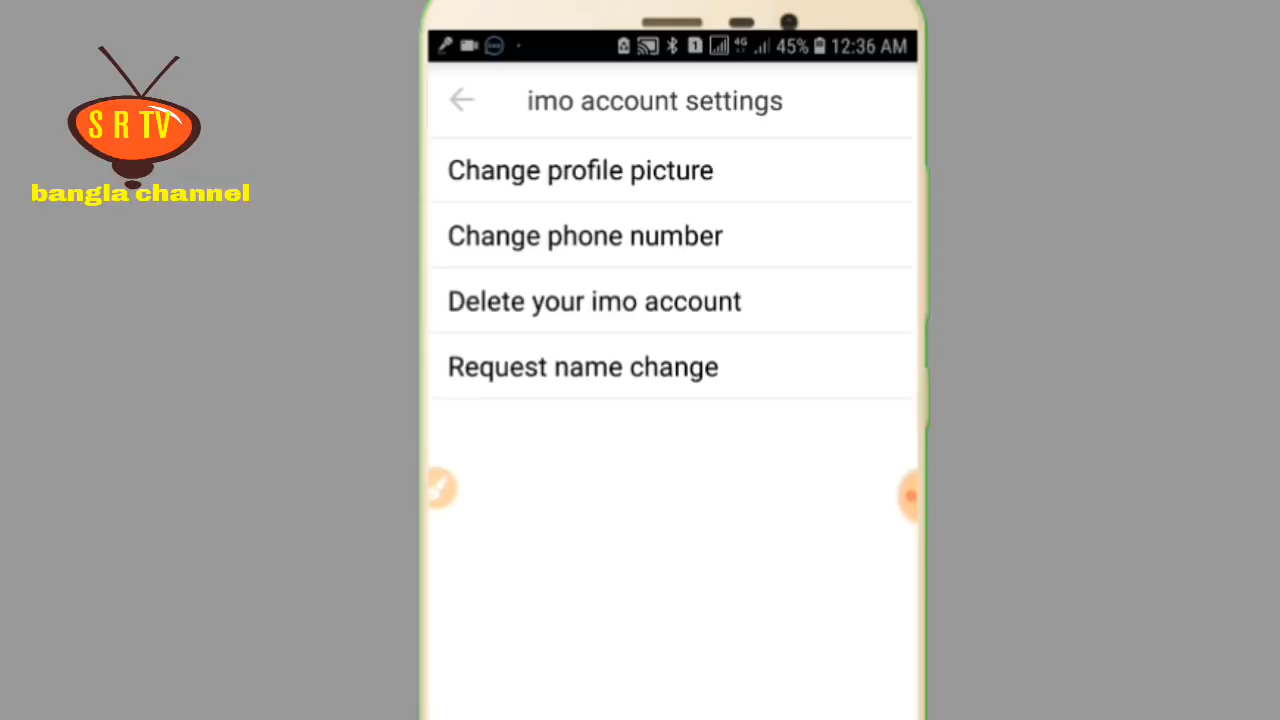 S R TV
bangla channel
4G 45% 12:36 AM
imo account settings
Change profile picture
Change phone number
Delete your imo account
Request name change